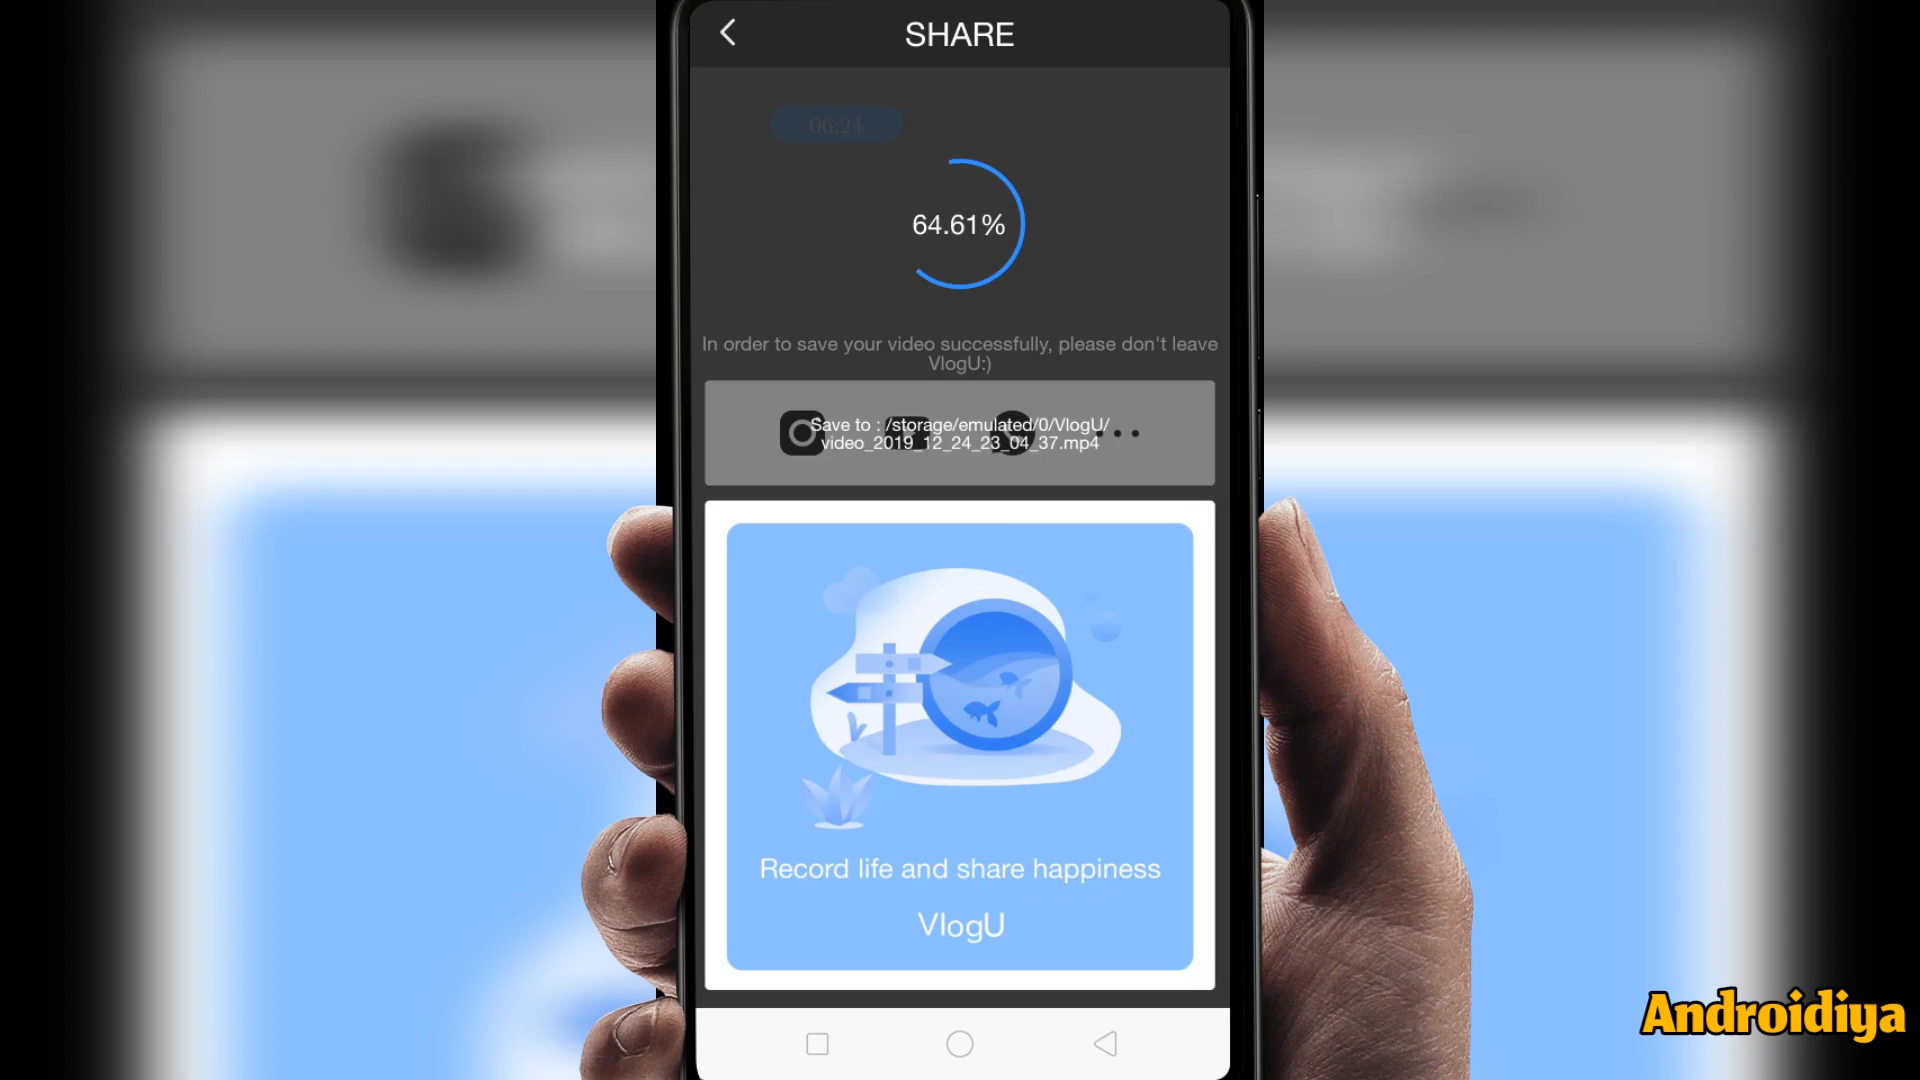 SHARE
06:24
64.61%
In order to save your video successfully, please don't leave
VlogU:)
Save to : /storage/emulated/0/VlogU/
video_2019_12_24_23_04_37.mp4
Record life and share happiness
VlogU
Androidiya